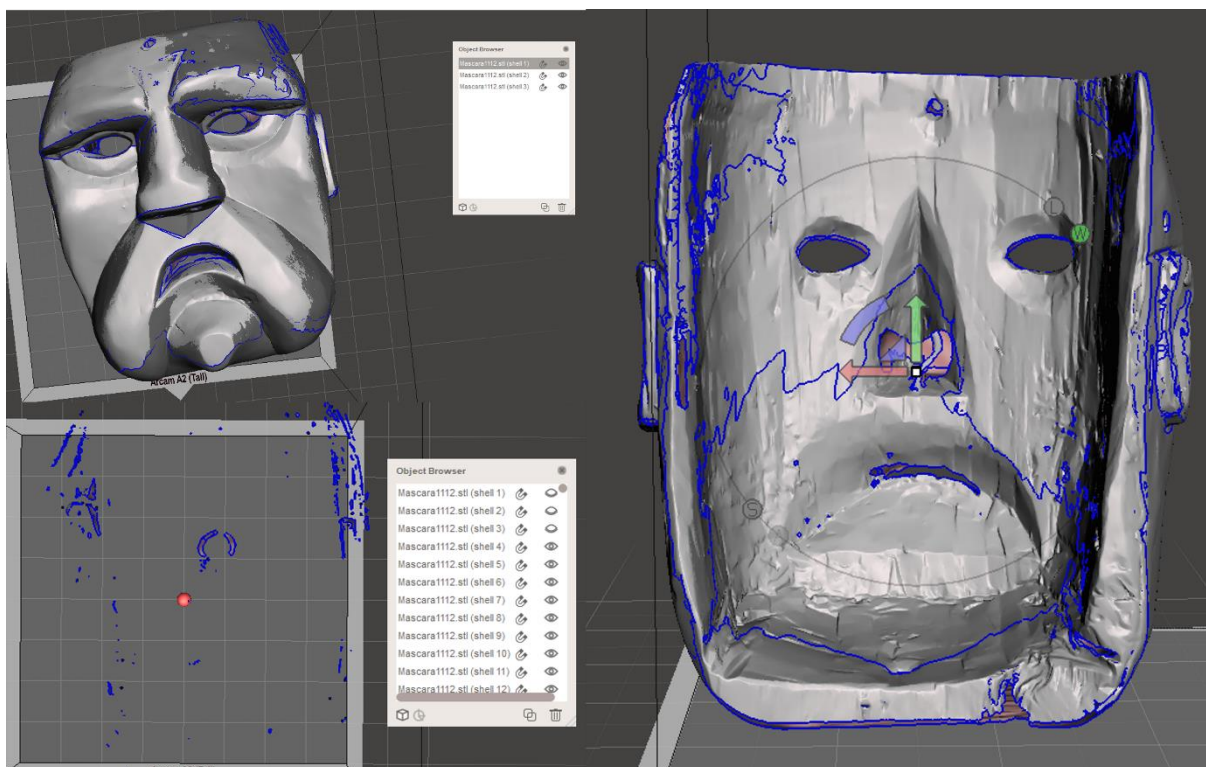 Object Browser
Mascara1112.stl (shell 1)
Mascara1112.stl (shell 2)
Mascara1112.stl (shell 3)
Arcam A2 (Tall)
Object Browser
Mascara1112.stl (shell 1)
Mascara1112.stl (shell 2)
Mascara1112.stl (shell 3)
Mascara1112.stl (shell 4)
Mascara1112.stl (shell 5)
Mascara1112.stl (shell 6)
Mascara1112.stl (shell 7)
Mascara1112.stl (shell 8)
Mascara1112.stl (shell 9)
Mascara1112.stl (shell 10)
Mascara1112.stl (shell 11)
Mascara1112.stl (shell 12)
W
S